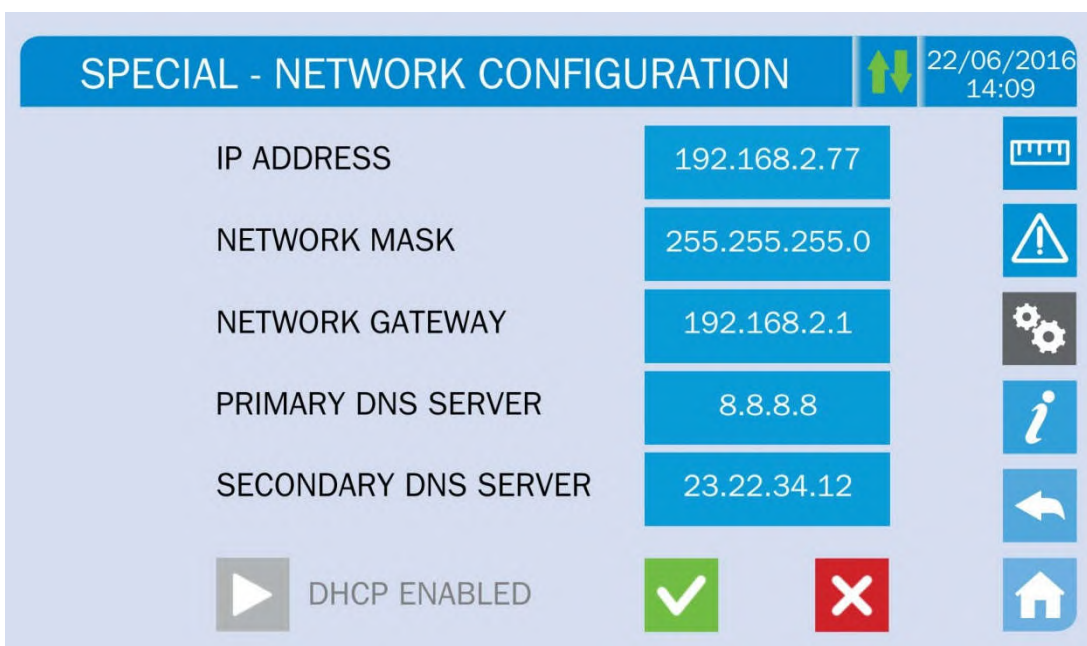 SPECIAL - NETWORK CONFIGURATION
22/06/2016
14:09
IP ADDRESS
192.168.2.77
NETWORK MASK
255.255.255.0
NETWORK GATEWAY
192.168.2.1
PRIMARY DNS SERVER
8.8.8.8
SECONDARY DNS SERVER
23.22.34.12
DHCP ENABLED